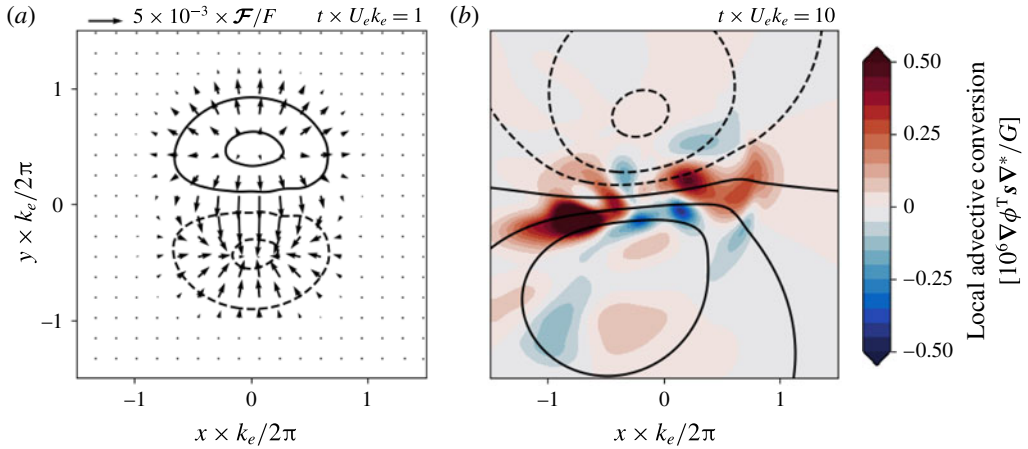 (a) 5 × 10⁻³ × 𝓕/F t × Uₑkₑ = 1
1
0
−1
y × kₑ/2π
−1 0 1
x × kₑ/2π
(b) t × Uₑkₑ = 10
−1 0 1
x × kₑ/2π
0.50
0.25
0
−0.25
−0.50
Local advective conversion
[10⁶∇ϕᵀs∇*/G]